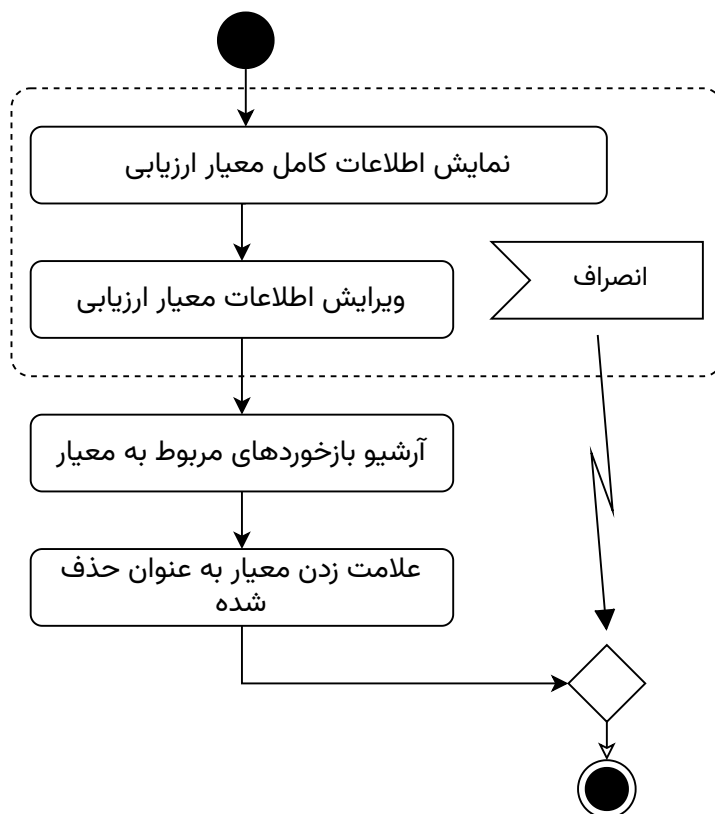 نمایش اطلاعات کامل معیار ارزیابی
انصراف
ویرایش اطلاعات معیار ارزیابی
آرشیو بازخوردهای مربوط به معیار
علامت زدن معیار به عنوان حذف
شده